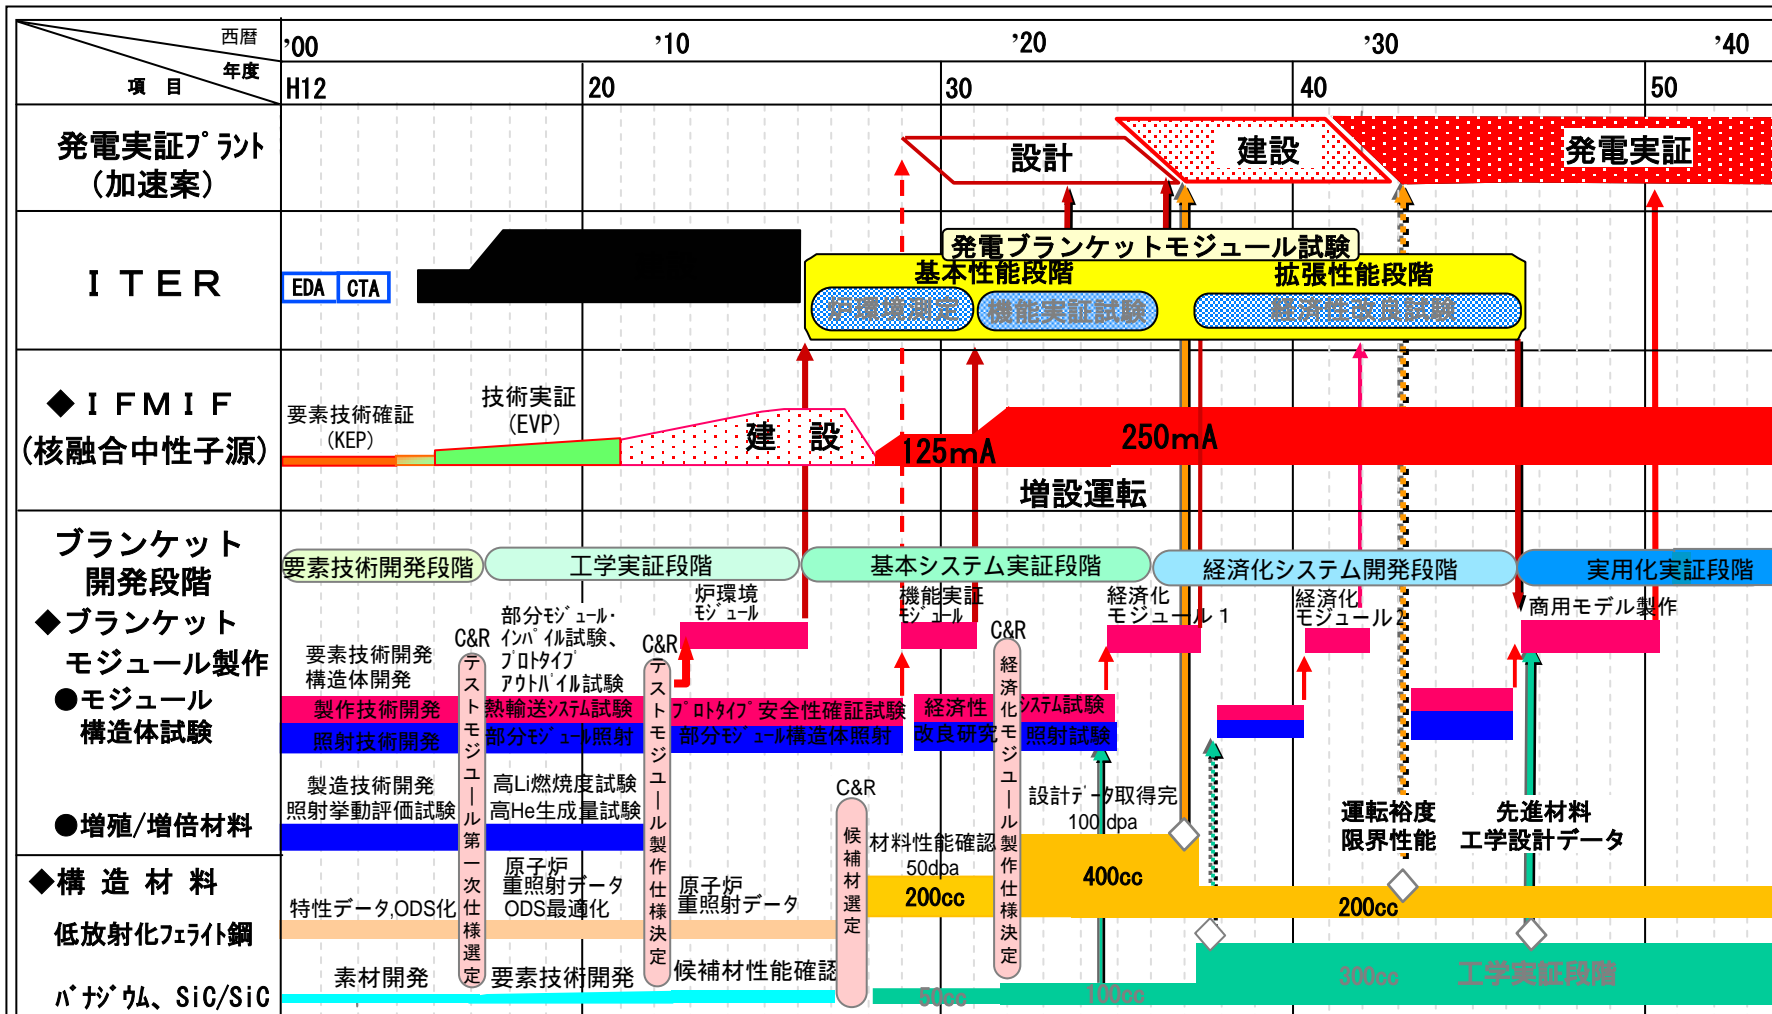 西暦
'00 '10 '20 '30 '40
年度
項 目
H12 20 30 40 50
発電実証ﾌﾟﾗﾝﾄ
(加速案)
設計
建設
発電実証
ＩＴＥＲ
EDA CTA
発電ブランケットモジュール試験
基本性能段階 拡張性能段階
炉環境測定 機能実証試験 経済性改良試験
◆ＩＦＭＩＦ
(核融合中性子源)
要素技術確証
(KEP)
技術実証
(EVP)
建 設
125mA
250mA
増設運転
ブランケット
開発段階
要素技術開発段階 工学実証段階 基本システム実証段階 経済化システム開発段階 実用化実証段階
◆ブランケット
モジュール製作
炉環境
ﾓｼﾞｭｰﾙ
機能実証
ﾓｼﾞｭｰﾙ
経済化
モジュール１
経済化
モジュール2
商用モデル製作
C&R
テストモジュール第一次仕様選定
C&R
テストモジュール製作仕様決定
C&R
経済化モジュール製作仕様決定
C&R
候補材選定
●モジュール
構造体試験
要素技術開発
構造体開発
部分ﾓｼﾞｭｰﾙ・
ｲﾝﾊﾟｲﾙ試験、
ﾌﾟﾛﾄﾀｲﾌﾟ
ｱｳﾄﾊﾟｲﾙ試験
製作技術開発 熱輸送ｼｽﾃﾑ試験 ﾌﾟﾛﾄﾀｲﾌﾟ安全性確証試験 経済性 ｼｽﾃﾑ試験
照射技術開発 部分ﾓｼﾞｭｰﾙ照射 部分ﾓｼﾞｭｰﾙ構造体照射 改良研究 照射試験
●増殖/増倍材料
製造技術開発
照射挙動評価試験
高Li燃焼度試験
高He生成量試験
設計ﾃﾞｰﾀ取得完
100dpa
運転裕度
限界性能
先進材料
工学設計データ
◆構 造 材 料
低放射化ﾌｪﾗｲﾄ鋼
特性データ,ODS化
原子炉
重照射データ
ODS最適化
原子炉
重照射データ
材料性能確認
50dpa
200cc
400cc
200cc
ﾊﾞﾅｼﾞｳﾑ、SiC/SiC
素材開発 要素技術開発 候補材性能確認
50cc 100cc 300cc 工学実証段階